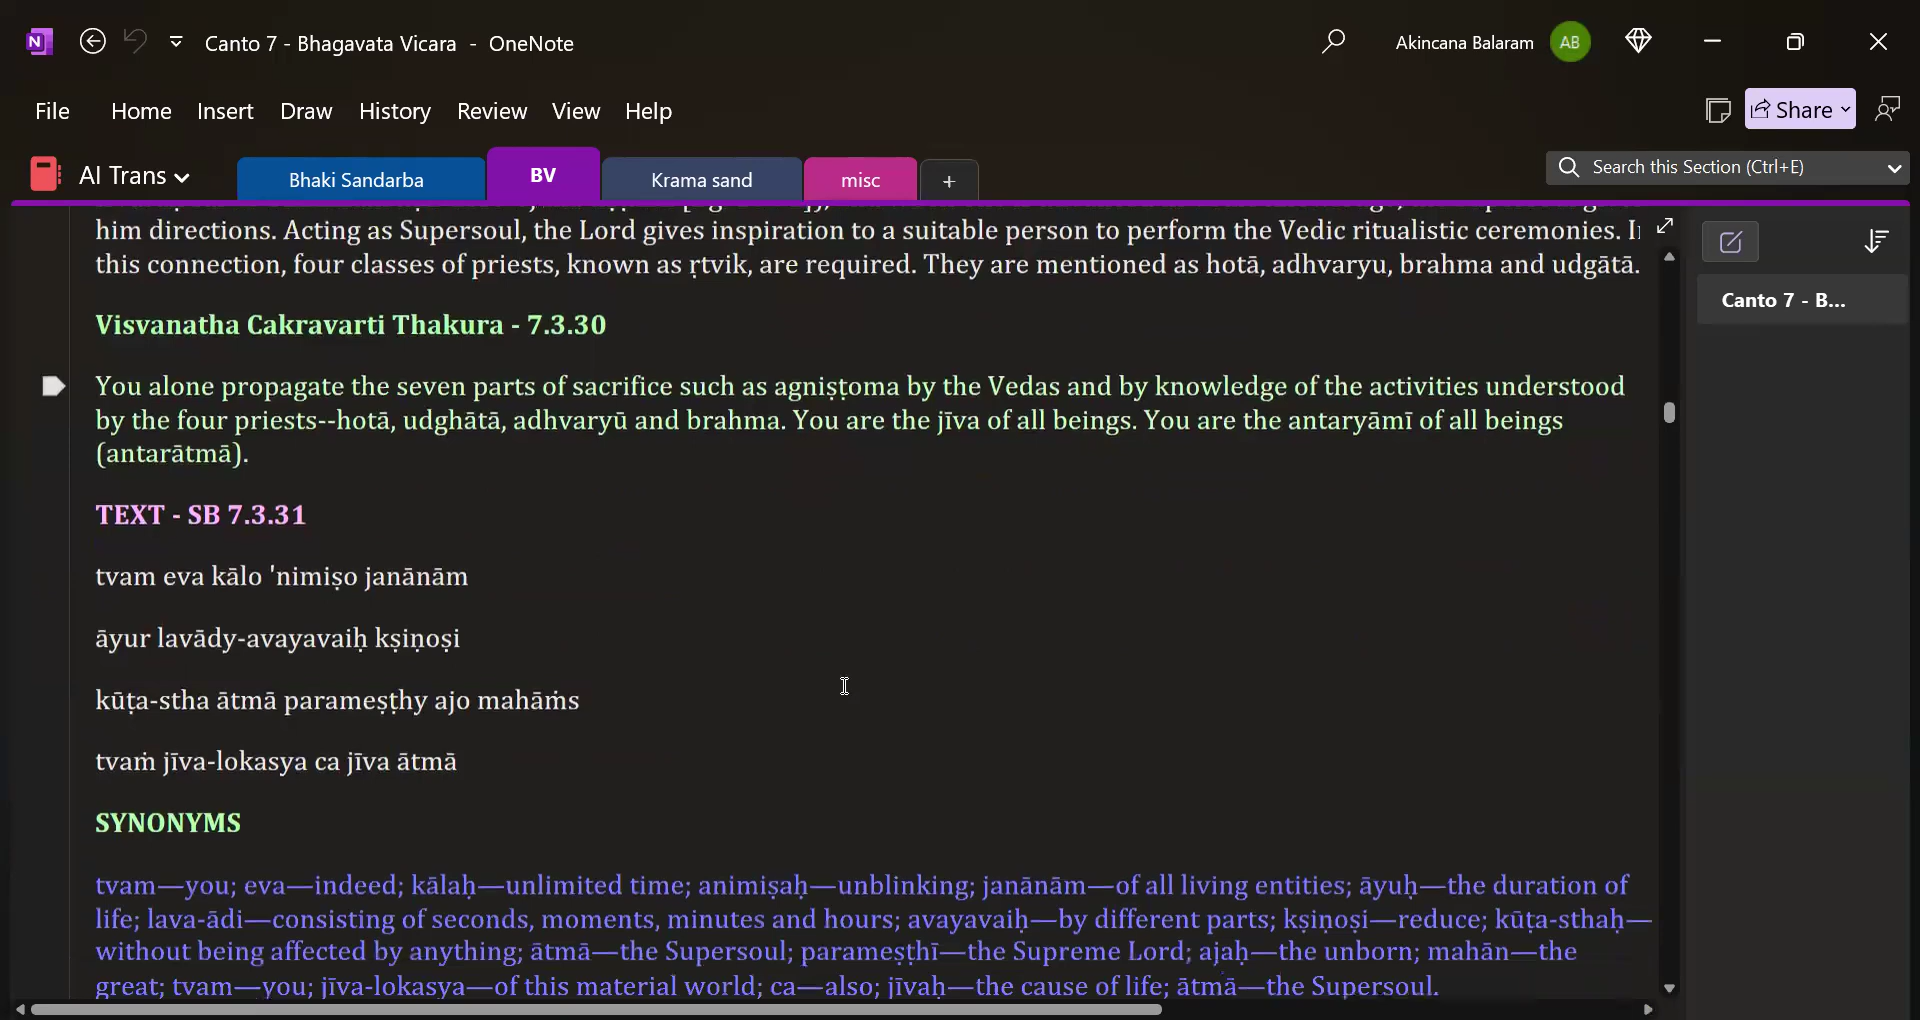 Canto 7 - Bhagavata Vicara - OneNote
Akincana Balaram AB
File Home Insert Draw History Review View Help
Share
AI Trans
Bhaki Sandarba
BV
Krama sand
misc
+
Search this Section (Ctrl+E)
Canto 7 - B...
him directions. Acting as Supersoul, the Lord gives inspiration to a suitable person to perform the Vedic ritualistic ceremonies. In
this connection, four classes of priests, known as ṛtvik, are required. They are mentioned as hotā, adhvaryu, brahma and udgātā.
Visvanatha Cakravarti Thakura - 7.3.30
You alone propagate the seven parts of sacrifice such as agniṣṭoma by the Vedas and by knowledge of the activities understood
by the four priests--hotā, udghātā, adhvaryū and brahma. You are the jīva of all beings. You are the antaryāmī of all beings
(antarātmā).
TEXT - SB 7.3.31
tvam eva kālo 'nimiṣo janānām
āyur lavādy-avayavaiḥ kṣiṇoṣi
kūṭa-stha ātmā parameṣṭhy ajo mahāṁs
tvaṁ jīva-lokasya ca jīva ātmā
SYNONYMS
tvam—you; eva—indeed; kālaḥ—unlimited time; animiṣaḥ—unblinking; janānām—of all living entities; āyuḥ—the duration of
life; lava-ādi—consisting of seconds, moments, minutes and hours; avayavaiḥ—by different parts; kṣiṇoṣi—reduce; kūṭa-sthaḥ—
without being affected by anything; ātmā—the Supersoul; parameṣṭhī—the Supreme Lord; ajaḥ—the unborn; mahān—the
great; tvam—you; jīva-lokasya—of this material world; ca—also; jīvaḥ—the cause of life; ātmā—the Supersoul.